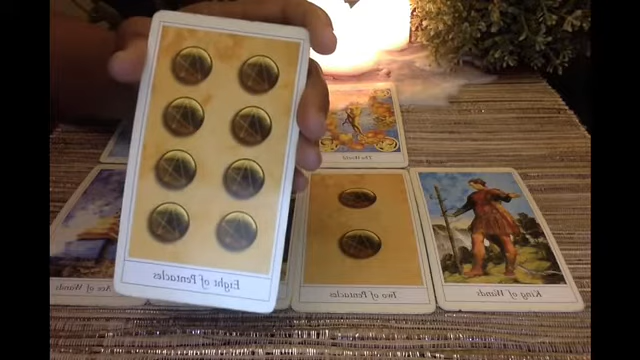 The World
Ace of Wands
Two of Pentacles
King of Wands
Eight of Pentacles